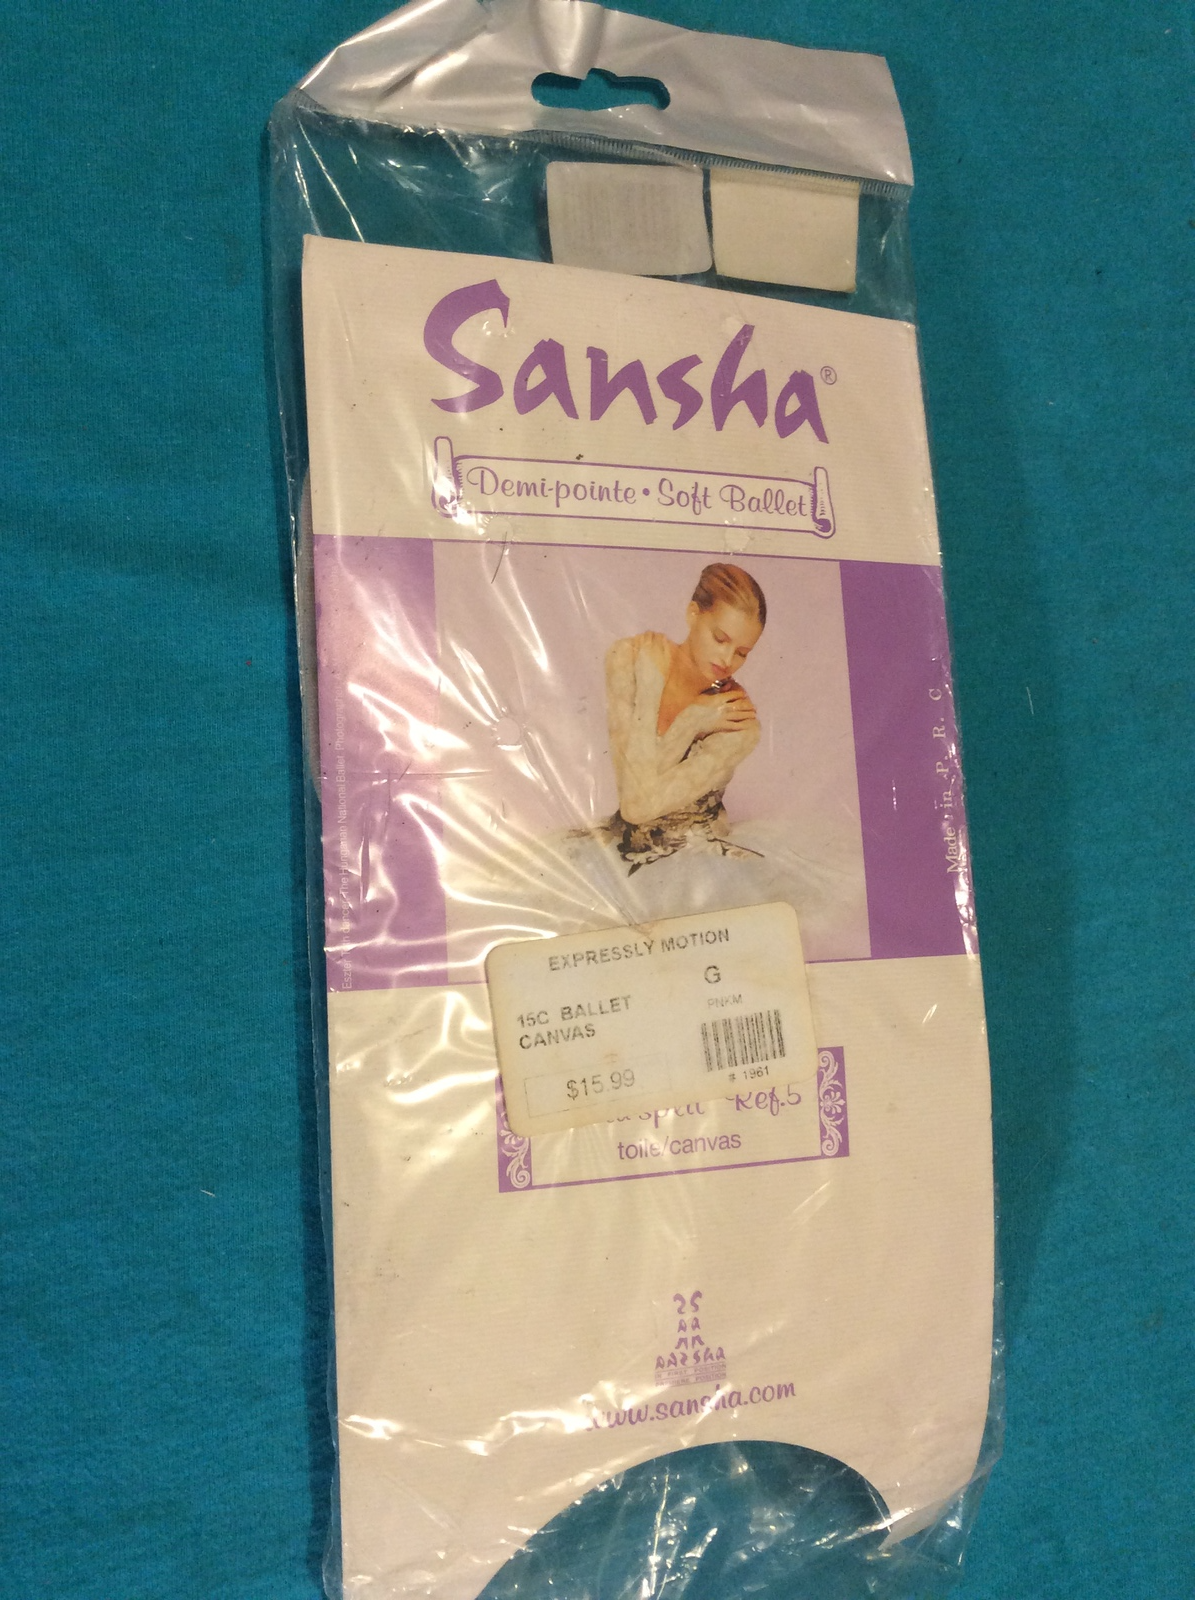 Sansha®
Demi-pointe • Soft Ballet
Made in P. R. C
EXPRESSLY MOTION
G
15C BALLET
CANVAS
PNKM
$15.99
# 1961
Ref.5
toile/canvas
SANSHA
www.sansha.com